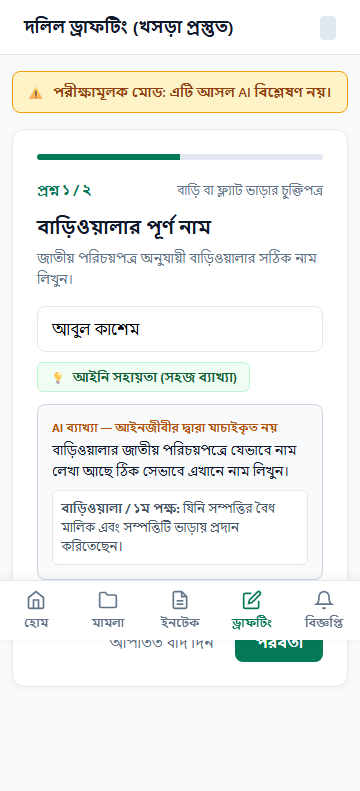 দলিল ড্রাফটিং (খসড়া প্রস্তুত)
পরীক্ষামূলক মোড: এটি আসল AI বিশ্লেষণ নয়।
প্রশ্ন ১ / ২
বাড়ি বা ফ্ল্যাট ভাড়ার চুক্তিপত্র
বাড়িওয়ালার পূর্ণ নাম
জাতীয় পরিচয়পত্র অনুযায়ী বাড়িওয়ালার সঠিক নাম
লিখুন।
আবুল কাশেম
আইনি সহায়তা (সহজ ব্যাখ্যা)
AI ব্যাখ্যা — আইনজীবীর দ্বারা যাচাইকৃত নয়
বাড়িওয়ালার জাতীয় পরিচয়পত্রে যেভাবে নাম
লেখা আছে ঠিক সেভাবে এখানে নাম লিখুন।
বাড়িওয়ালা / ১ম পক্ষ: যিনি সম্পত্তির বৈধ
মালিক এবং সম্পত্তিটি ভাড়ায় প্রদান
করিতেছেন।
হোম
মামলা
ইনটেক
ড্রাফটিং
বিজ্ঞপ্তি
আপাতত বাদ দিন